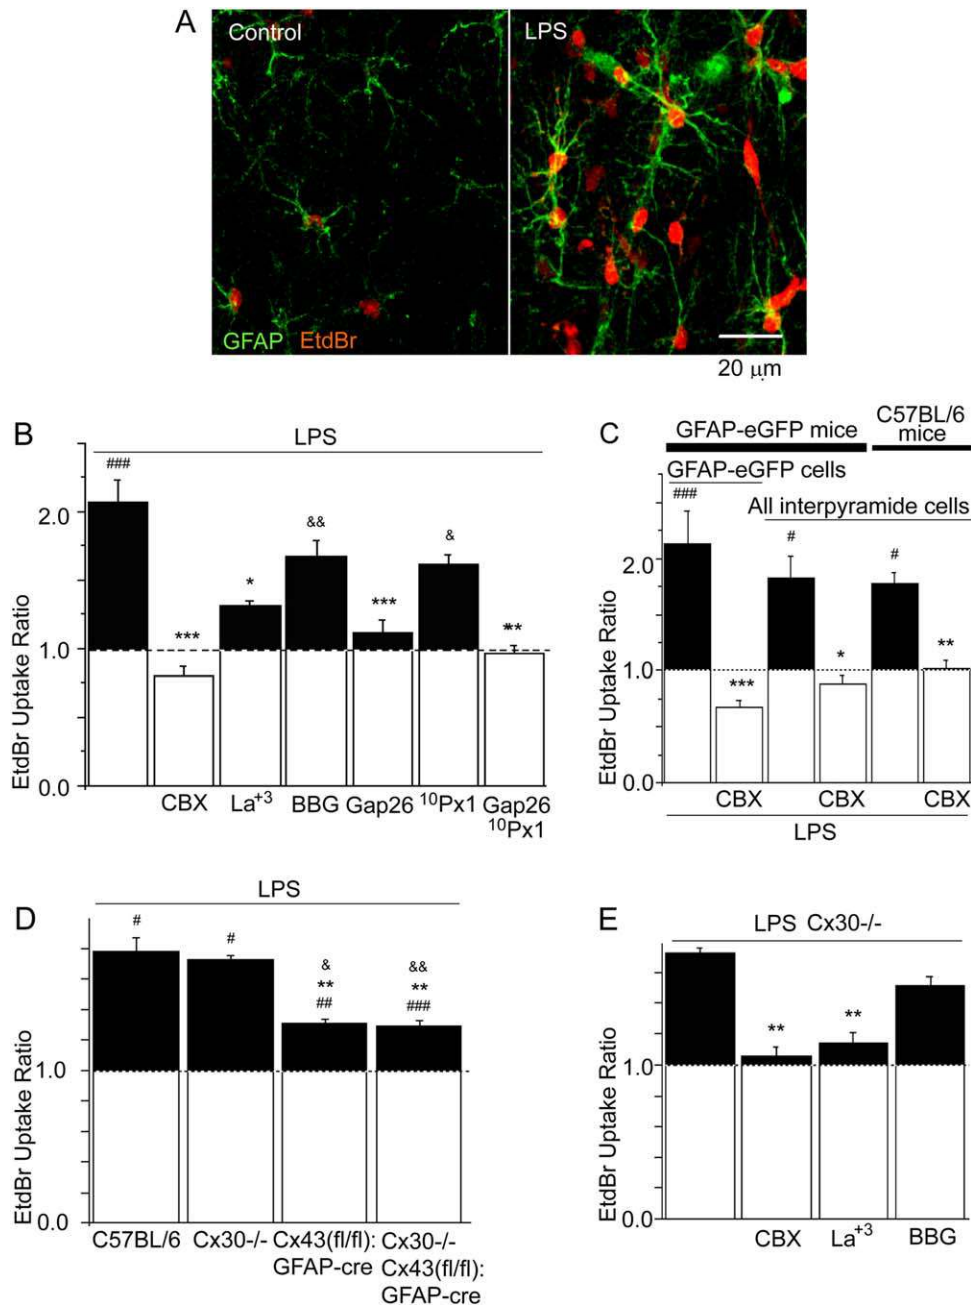 A
Control
LPS
GFAP EtdBr
20 μm
B
LPS
EtdBr Uptake Ratio
2.0
1.0
0.0
###
***
*
&&
***
&
***
CBX La+3 BBG Gap26 10Px1 Gap26
10Px1
C
GFAP-eGFP mice
C57BL/6
mice
GFAP-eGFP cells
All interpyramide cells
EtdBr Uptake Ratio
2.0
1.0
0.0
###
***
#
*
#
**
CBX CBX CBX
LPS
D
LPS
EtdBr Uptake Ratio
1.0
0.0
#
#
&
**
##
&&
**
###
C57BL/6 Cx30-/- Cx43(fl/fl): Cx30-/-
GFAP-cre Cx43(fl/fl):
GFAP-cre
E
LPS Cx30-/-
EtdBr Uptake Ratio
1.0
0.0
**
**
CBX La+3 BBG